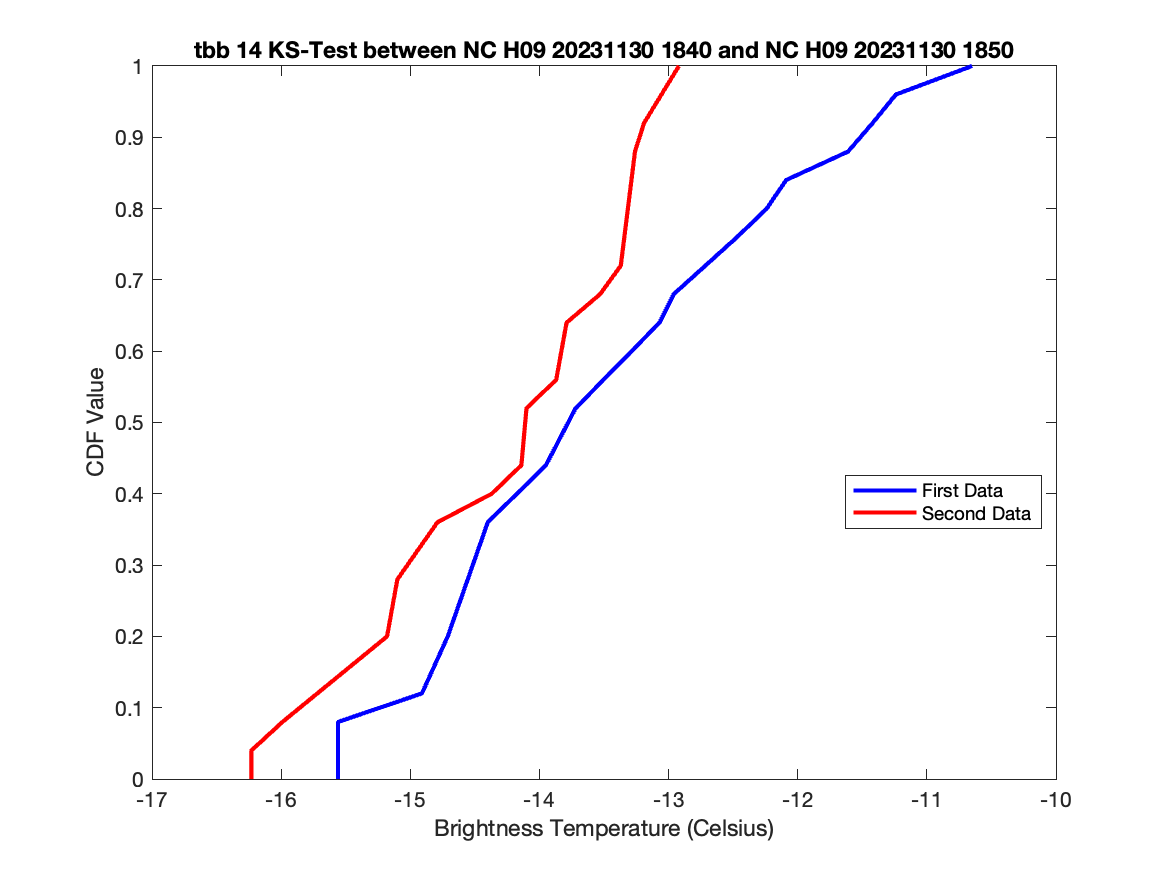 tbb 14 KS-Test between NC H09 20231130 1840 and NC H09 20231130 1850
1
0.9
0.8
0.7
0.6
0.5
0.4
0.3
0.2
0.1
0
CDF Value
First Data
Second Data
-17 -16 -15 -14 -13 -12 -11 -10
Brightness Temperature (Celsius)